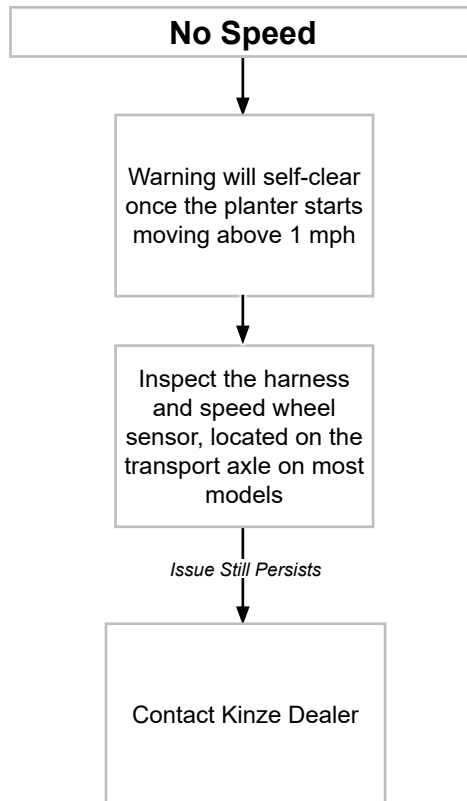 No Speed
Warning will self-clear
once the planter starts
moving above 1 mph
Inspect the harness
and speed wheel
sensor, located on the
transport axle on most
models
Issue Still Persists
Contact Kinze Dealer